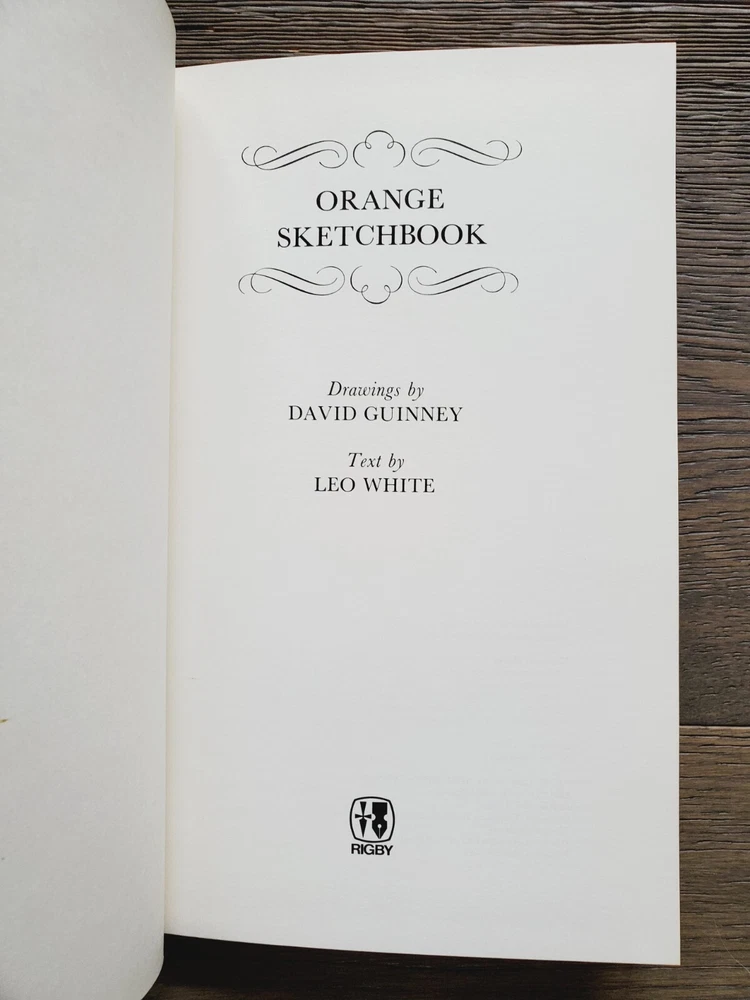 ORANGE
SKETCHBOOK
Drawings by
DAVID GUINNEY
Text by
LEO WHITE
RIGBY